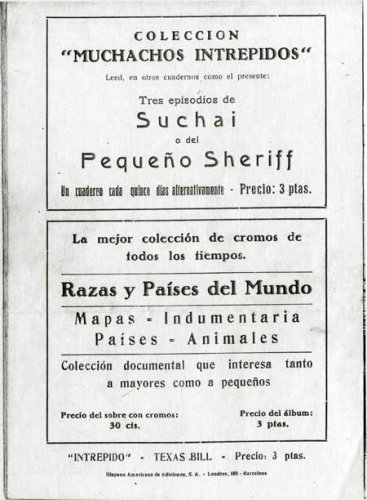 COLECCION
"MUCHACHOS INTREPIDOS"
Leed, en otros cuadernos como el presente:
Tres episodios de
Suchai
o del
Pequeño Sheriff
Un cuaderno cada quince días alternativamente - Precio: 3 ptas.
La mejor colección de cromos de
todos los tiempos.
Razas y Países del Mundo
Mapas - Indumentaria
Países - Animales
Colección documental que interesa tanto
a mayores como a pequeños
Precio del sobre con cromos:
30 cts.
Precio del álbum:
3 ptas.
"INTREPIDO" - TEXAS BILL - Precio: 3 ptas.
Hispano Americana de Ediciones, S. A. - Londres, - Barcelona